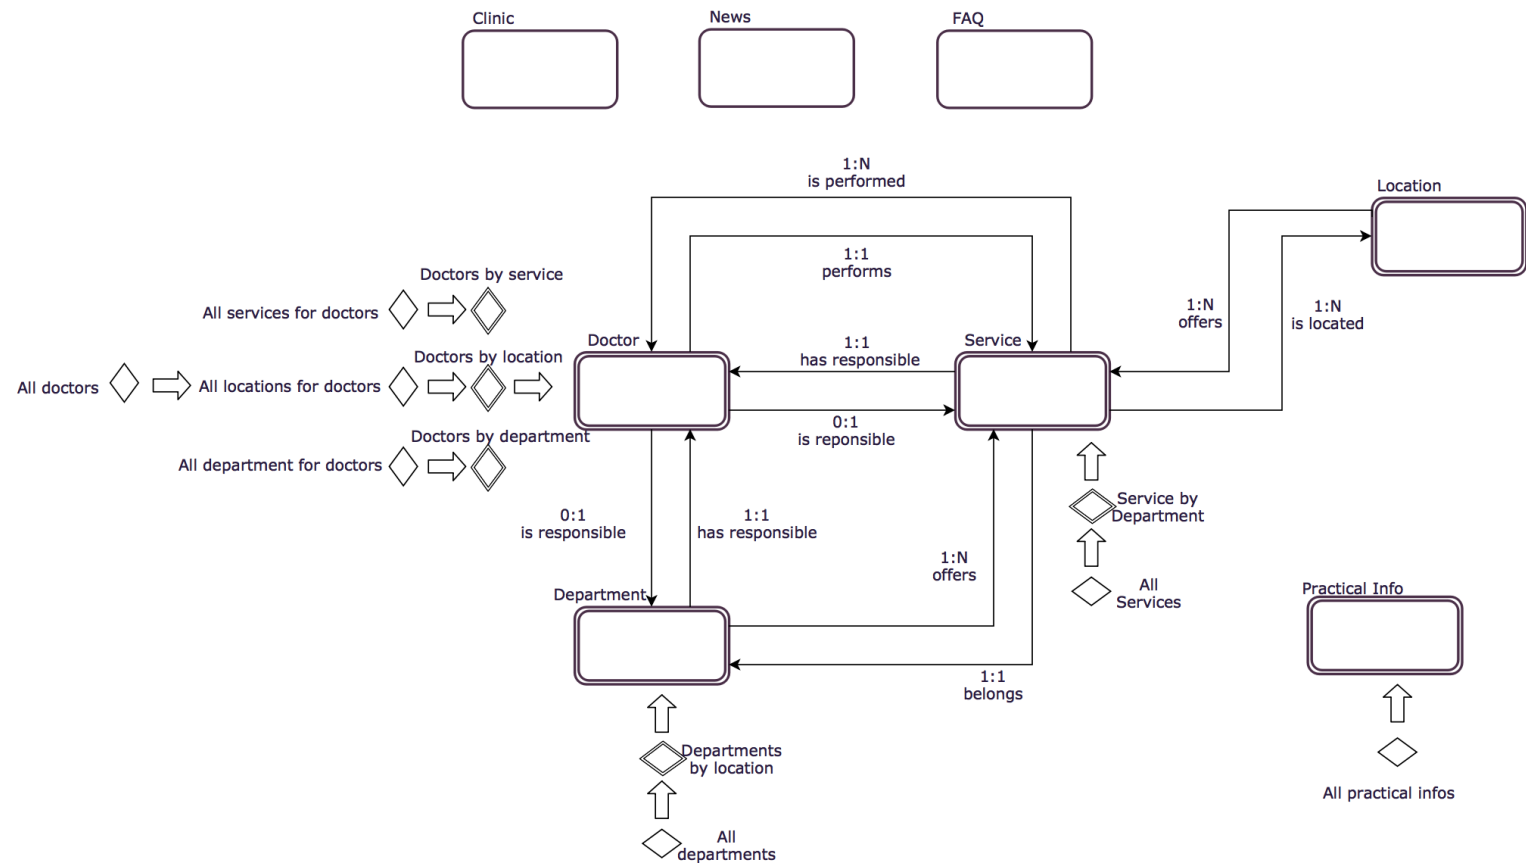 Clinic
News
FAQ
1:N
is performed
Location
1:1
performs
Doctors by service
All services for doctors
1:N
offers
1:N
is located
Doctor
Service
1:1
has responsible
Doctors by location
All doctors
All locations for doctors
0:1
is reponsible
Doctors by department
All department for doctors
0:1
is responsible
1:1
has responsible
Service by
Department
1:N
offers
All
Services
Department
Practical Info
1:1
belongs
Departments
by location
All practical infos
All
departments